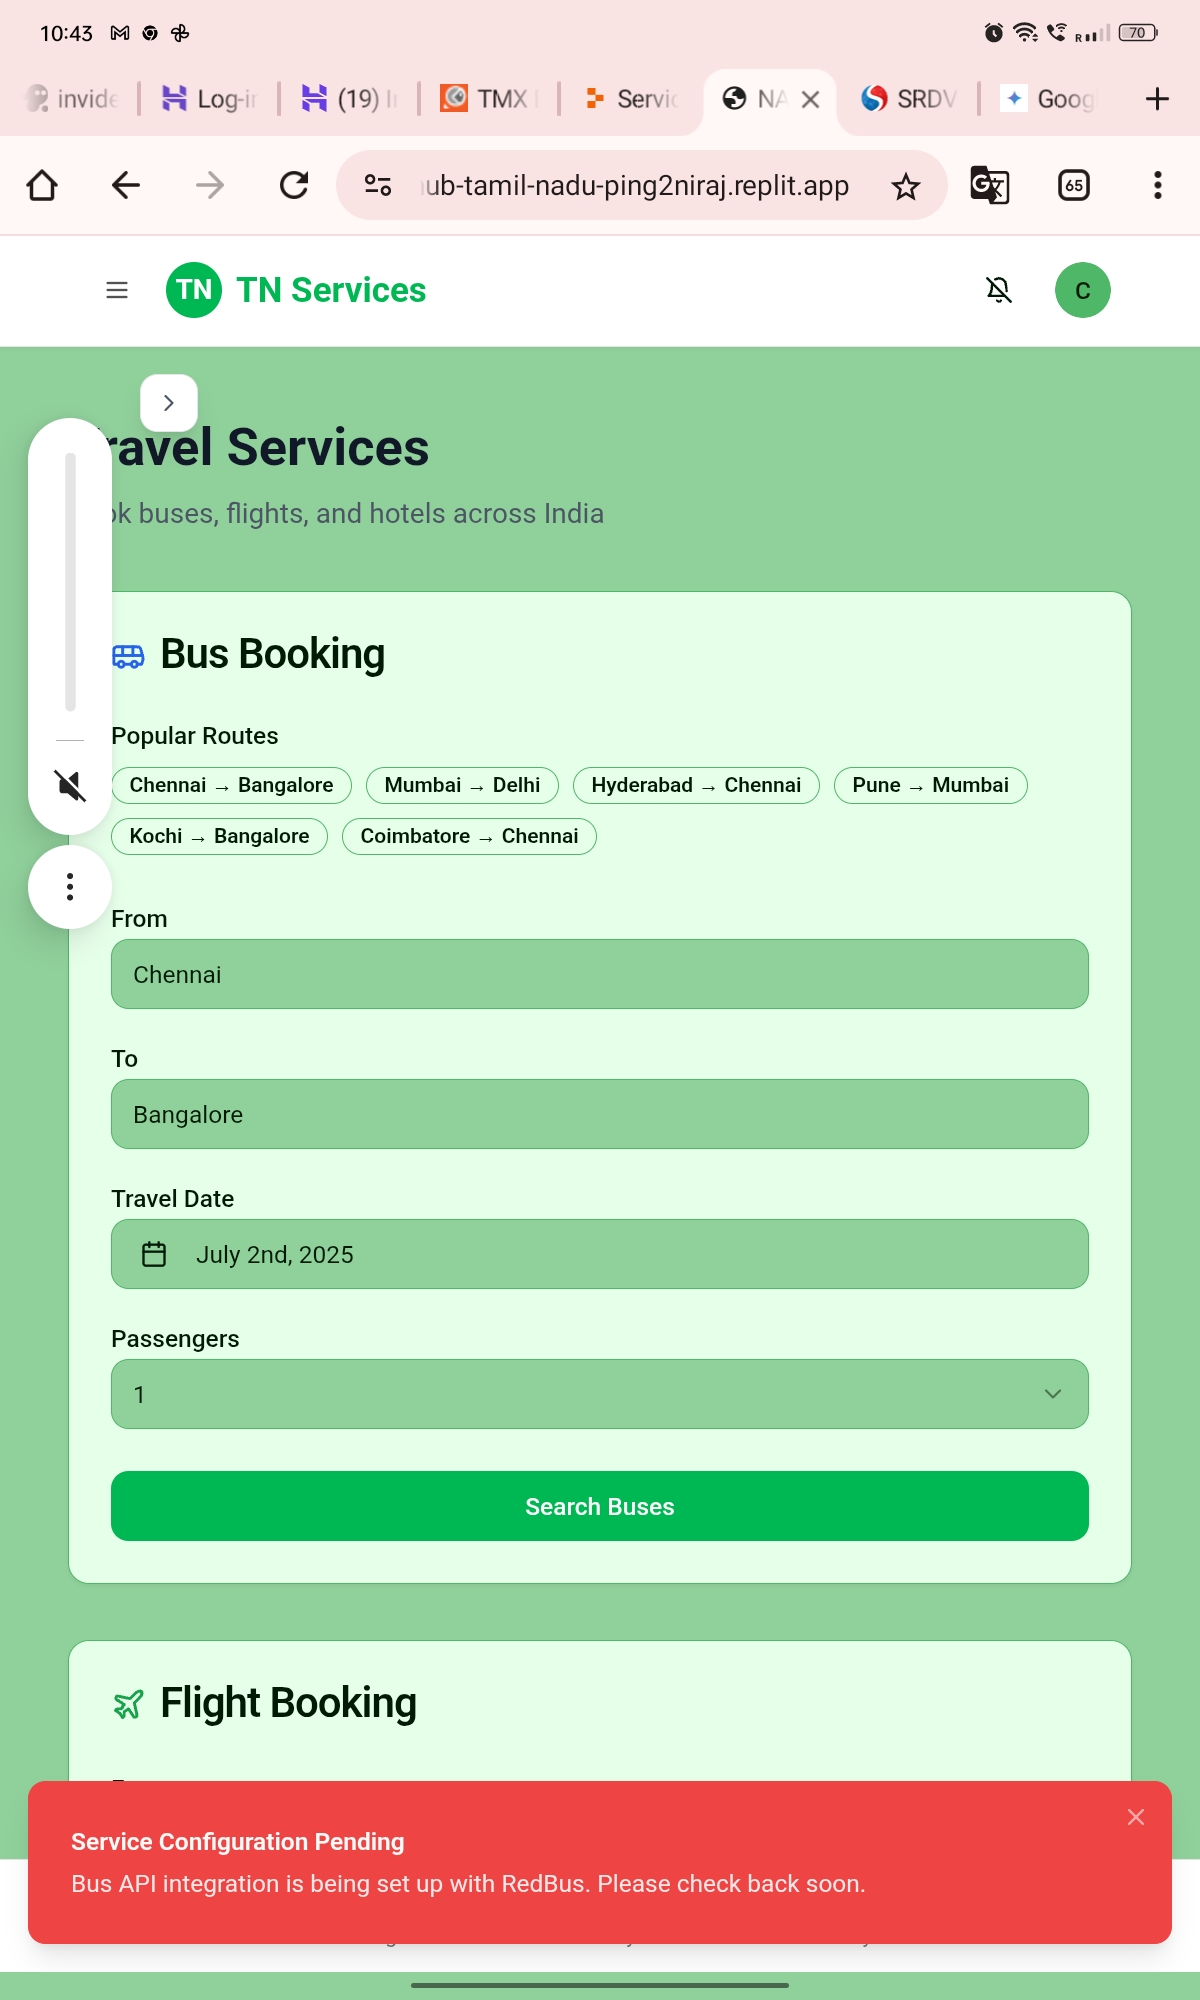 10:43
R
70
invide
Log-in
(19) I
TMX
Servic
NA
SRDV
Goog
ub-tamil-nadu-ping2niraj.replit.app
65
TN TN Services
C
ravel Services
ok buses, flights, and hotels across India
Bus Booking
Popular Routes
Chennai → Bangalore Mumbai → Delhi Hyderabad → Chennai Pune → Mumbai
Kochi → Bangalore Coimbatore → Chennai
From
Chennai
To
Bangalore
Travel Date
July 2nd, 2025
Passengers
1
Search Buses
Flight Booking
Service Configuration Pending
Bus API integration is being set up with RedBus. Please check back soon.